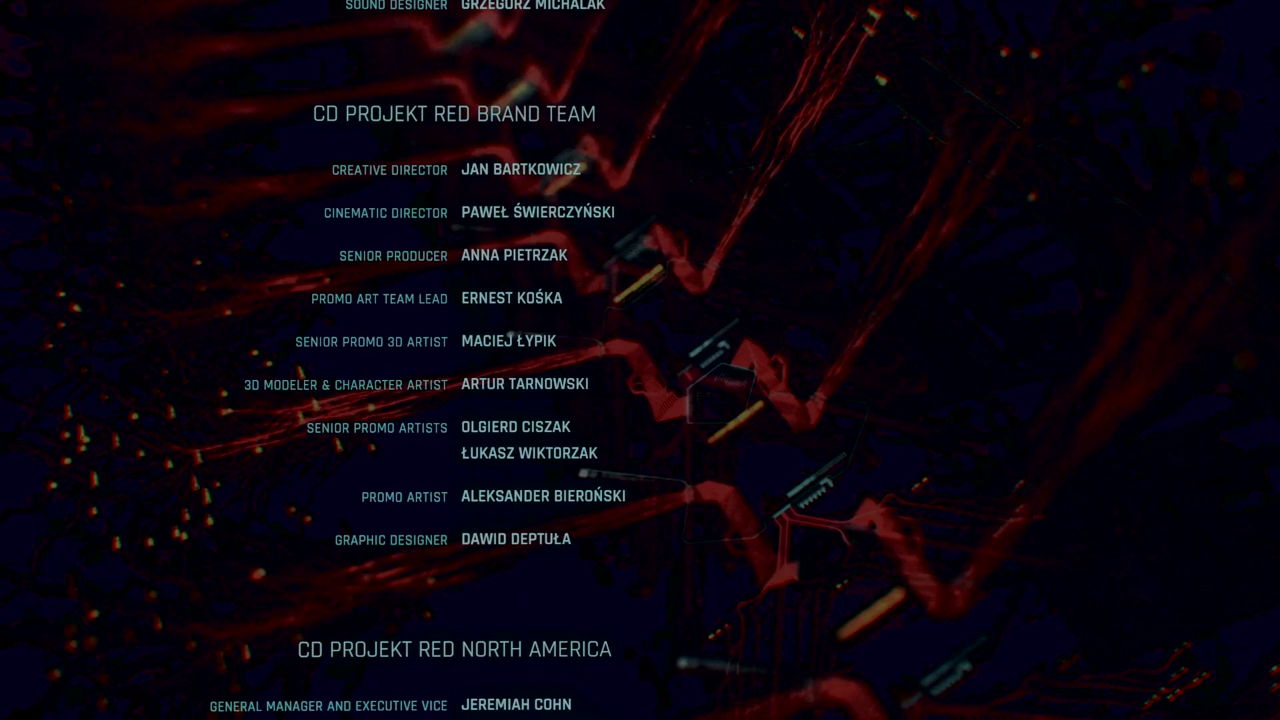 SOUND DESIGNER GRZEGORZ MICHALAK
CD PROJEKT RED BRAND TEAM
CREATIVE DIRECTOR JAN BARTKOWICZ
CINEMATIC DIRECTOR PAWEŁ ŚWIERCZYŃSKI
SENIOR PRODUCER ANNA PIETRZAK
PROMO ART TEAM LEAD ERNEST KOŚKA
SENIOR PROMO 3D ARTIST MACIEJ ŁYPIK
3D MODELER & CHARACTER ARTIST ARTUR TARNOWSKI
SENIOR PROMO ARTISTS OLGIERD CISZAK
ŁUKASZ WIKTORZAK
PROMO ARTIST ALEKSANDER BIEROŃSKI
GRAPHIC DESIGNER DAWID DEPTUŁA
CD PROJEKT RED NORTH AMERICA
GENERAL MANAGER AND EXECUTIVE VICE JEREMIAH COHN